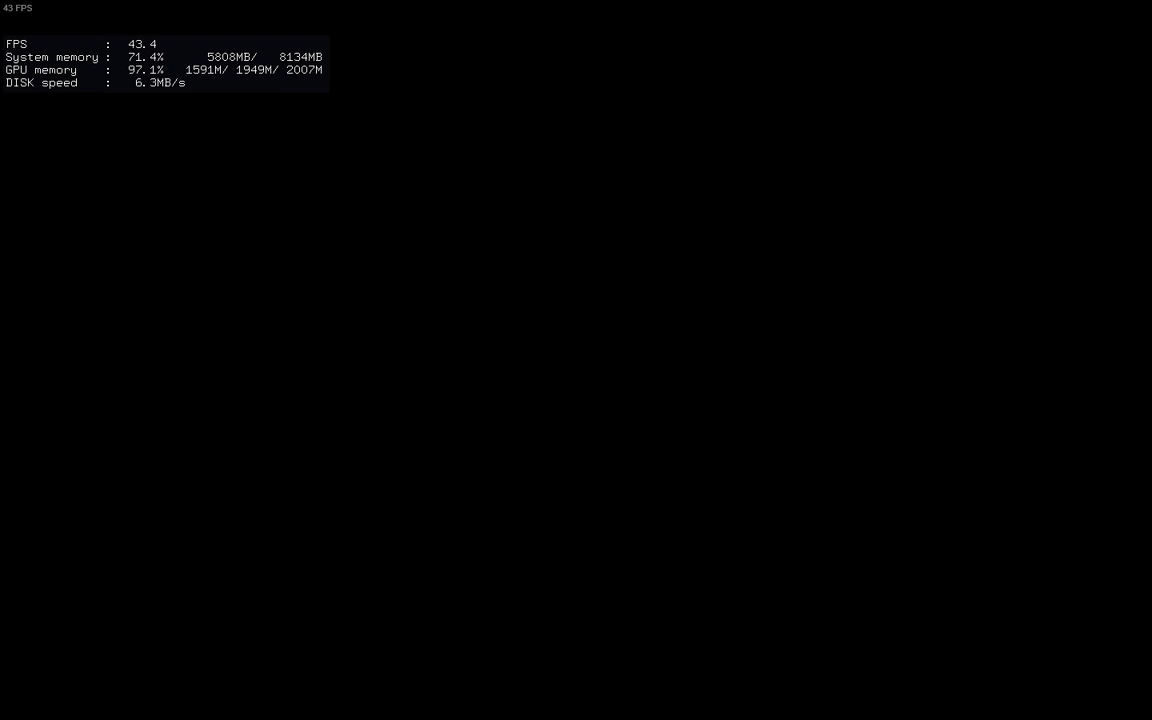 43 FPS
FPS : 43.4
System memory : 71.4% 5808MB/ 8134MB
GPU memory : 97.1% 1591M/ 1949M/ 2007M
DISK speed : 6.3MB/s